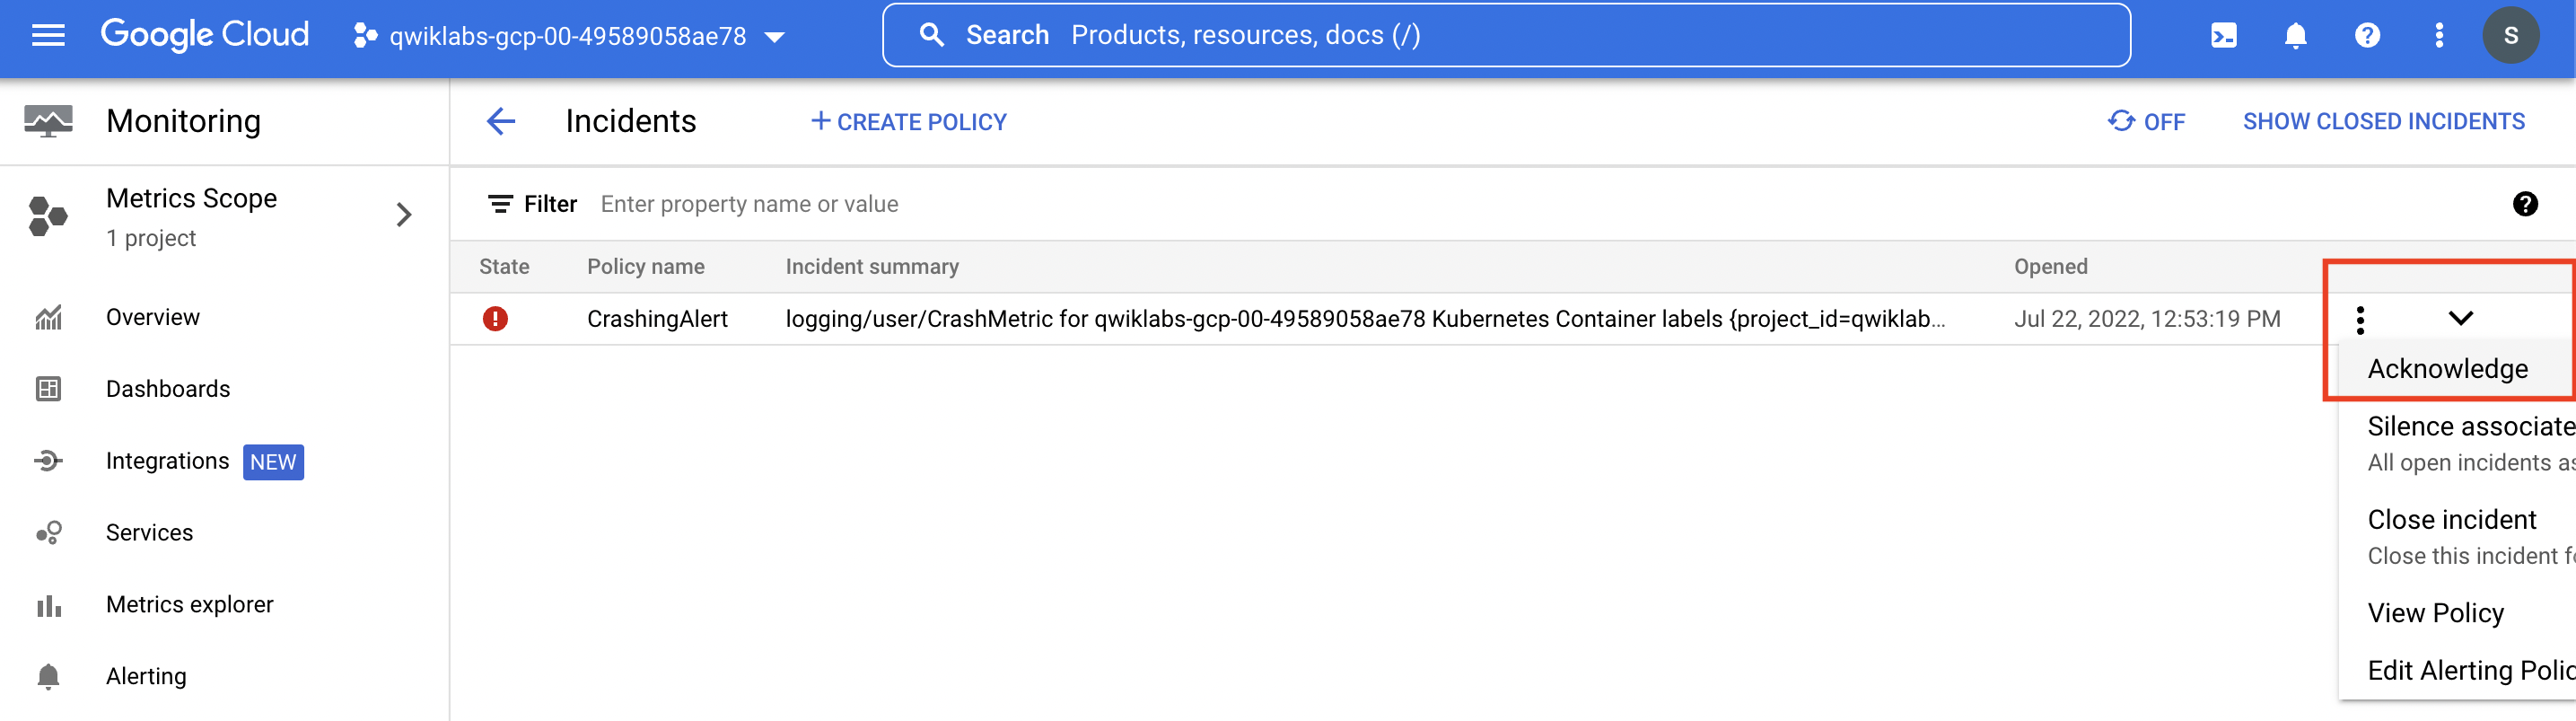 Google Cloud
qwiklabs-gcp-00-49589058ae78
Search Products, resources, docs (/)
S
Monitoring
Incidents
+ CREATE POLICY
OFF
SHOW CLOSED INCIDENTS
Metrics Scope
1 project
Filter Enter property name or value
State Policy name Incident summary Opened
CrashingAlert logging/user/CrashMetric for qwiklabs-gcp-00-49589058ae78 Kubernetes Container labels {project_id=qwiklab... Jul 22, 2022, 12:53:19 PM
Acknowledge
Silence associate
All open incidents as
Close incident
Close this incident fo
View Policy
Edit Alerting Polic
Overview
Dashboards
Integrations NEW
Services
Metrics explorer
Alerting